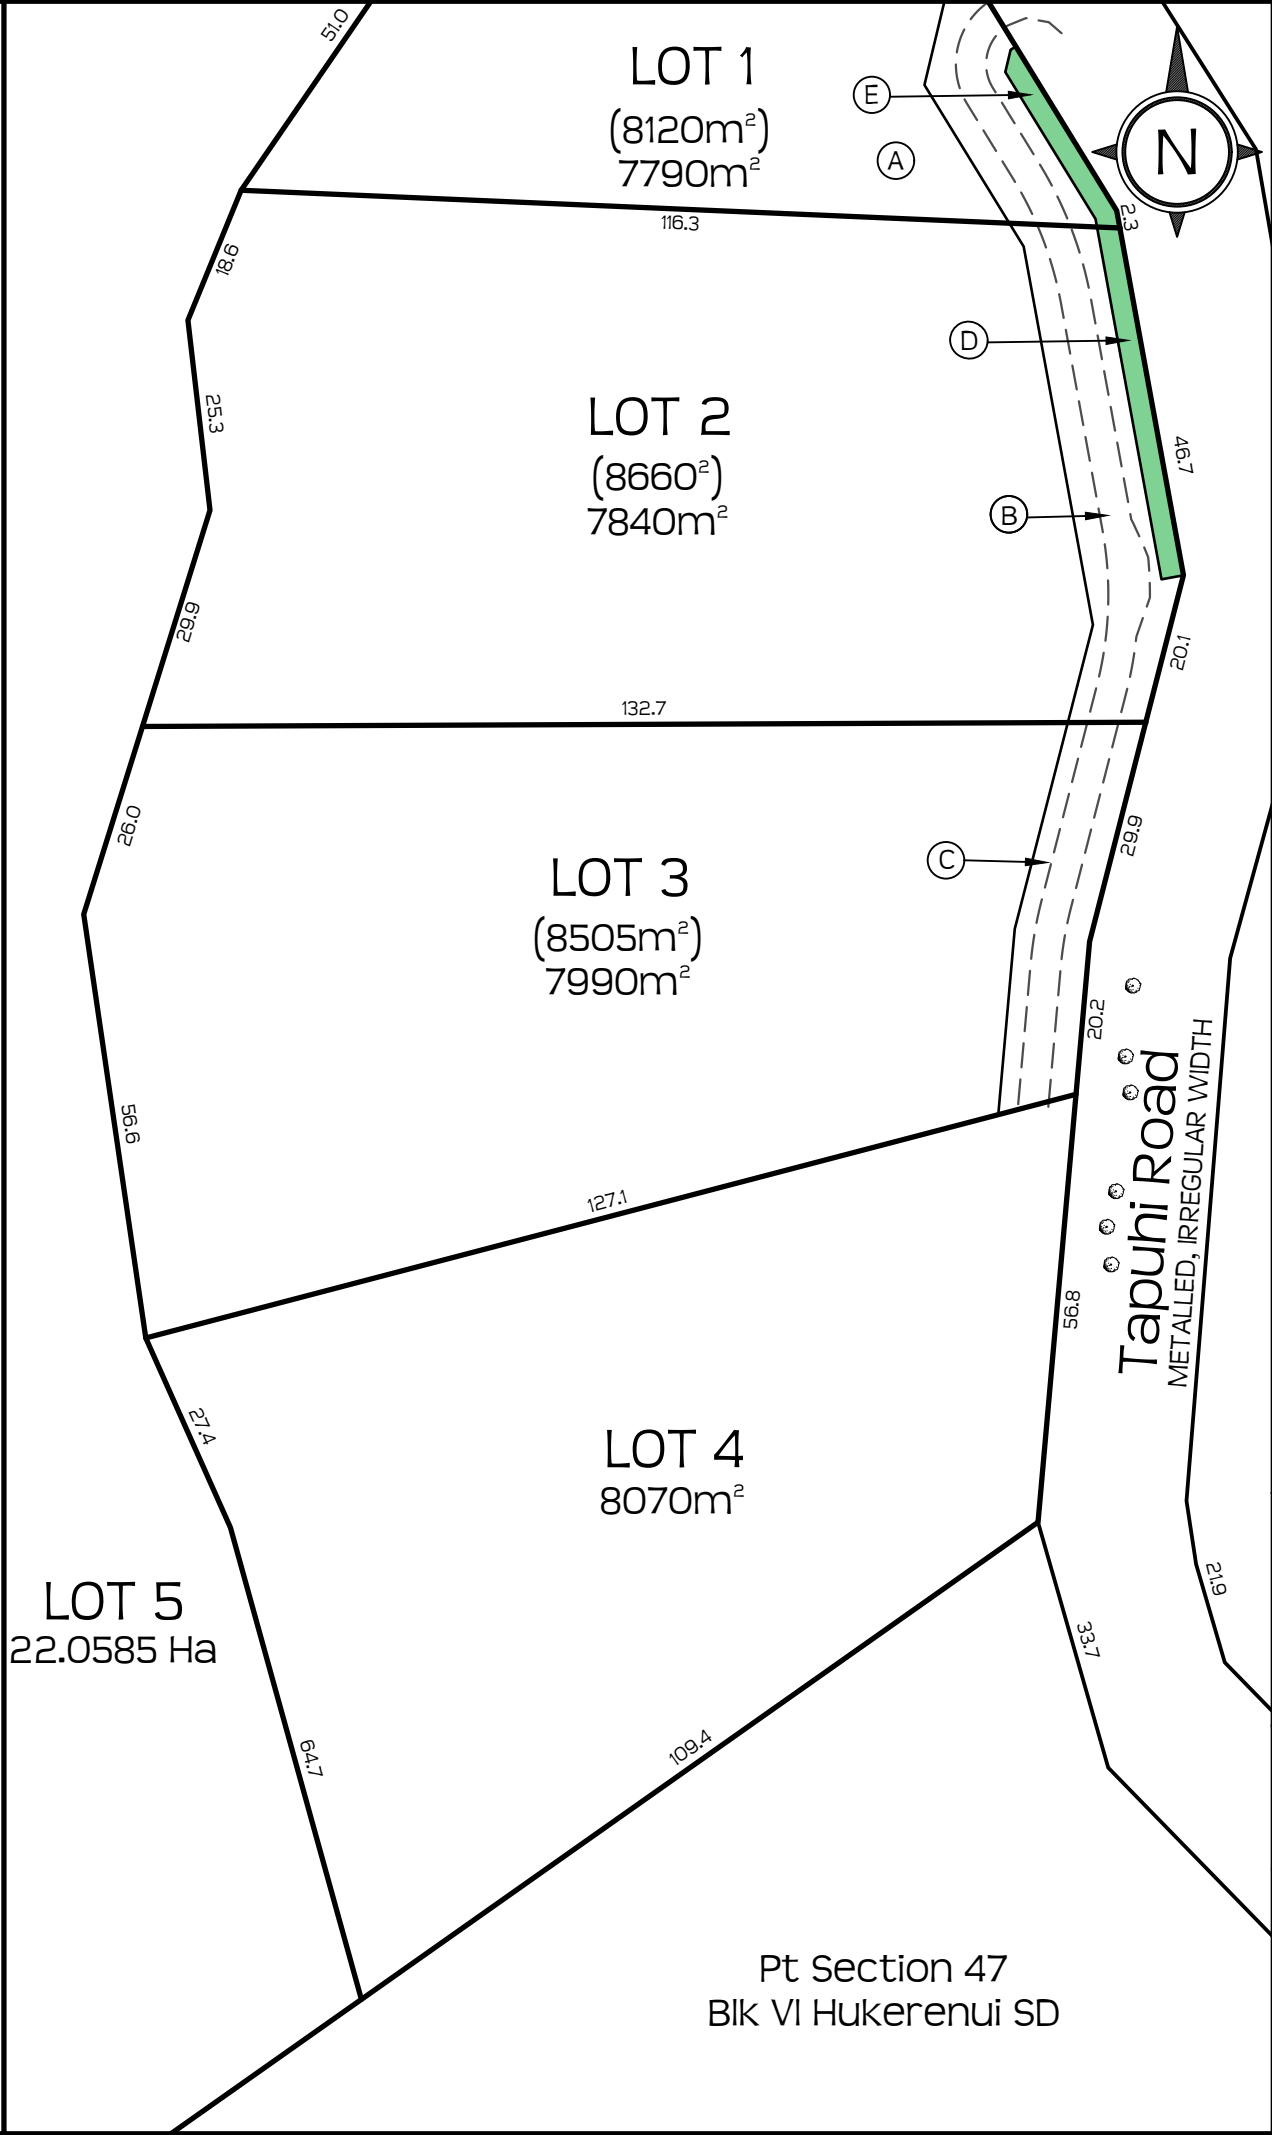 51.0
LOT 1
(8120m²)
7790m²
E
A
N
2.3
116.3
18.6
D
25.3
LOT 2
(8660²)
7840m²
46.7
B
29.9
20.1
132.7
26.0
29.9
C
LOT 3
(8505m²)
7990m²
20.2
56.6
127.1
Tapuhi Road
METALLED, IRREGULAR WIDTH
56.8
27.4
LOT 4
8070m²
LOT 5
22.0585 Ha
21.9
33.7
64.7
109.4
Pt Section 47
Blk VI Hukerenui SD